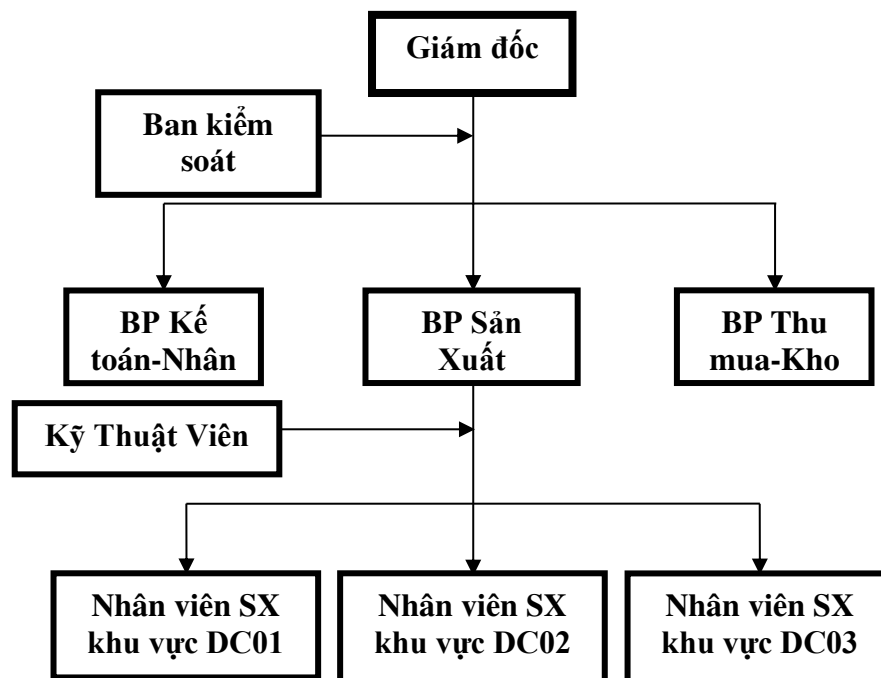 Giám đốc
Ban kiểm
soát
BP Kế
toán-Nhân
BP Sản
Xuất
BP Thu
mua-Kho
Kỹ Thuật Viên
Nhân viên SX
khu vực DC01
Nhân viên SX
khu vực DC02
Nhân viên SX
khu vực DC03